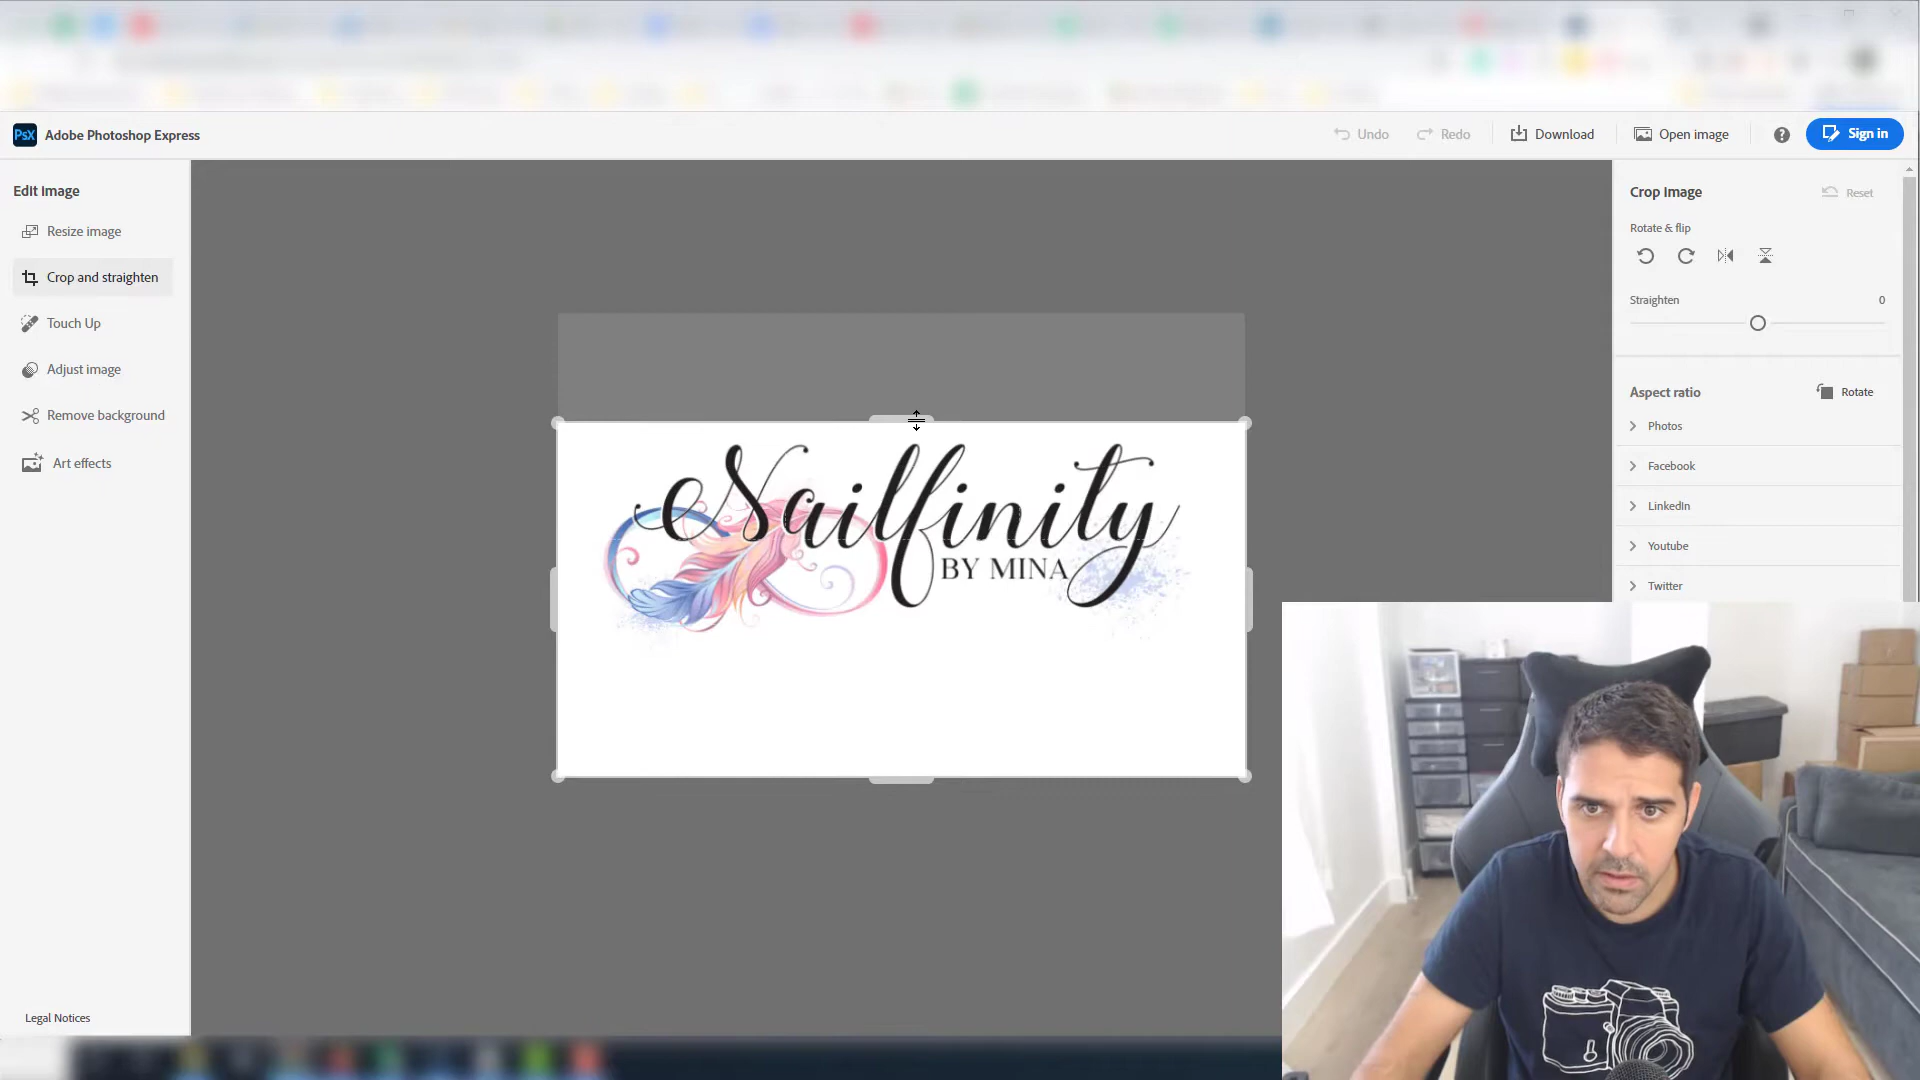 PsX Adobe Photoshop Express
Undo
Redo
Download
Open image
?
Sign in
Edit image
Resize image
Crop and straighten
Touch Up
Adjust image
Remove background
Art effects
Legal Notices
Nailfinity
BY MINA
Crop image
Reset
Rotate & flip
Straighten 0
Aspect ratio
Rotate
Photos
Facebook
LinkedIn
Youtube
Twitter